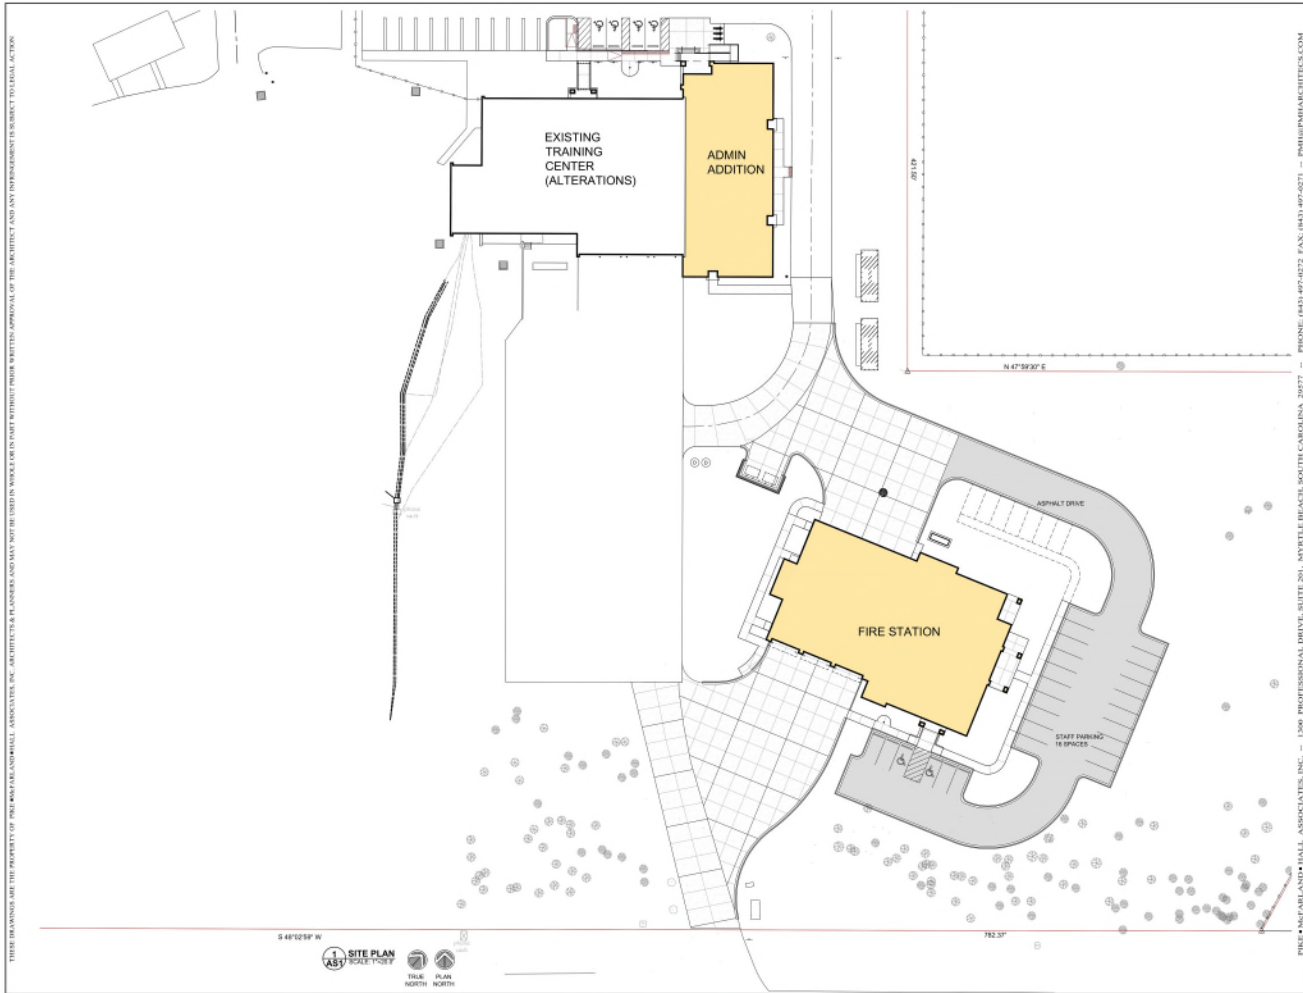 THESE DRAWINGS ARE THE PROPERTY OF PIKE■McFARLAND■HALL ASSOCIATES, INC. ARCHITECTS & PLANNERS AND MAY NOT BE USED IN WHOLE OR IN PART WITHOUT PRIOR WRITTEN APPROVAL OF THE ARCHITECT AND ANY INFRINGEMENT IS SUBJECT TO LEGAL ACTION
EXISTING
TRAINING
CENTER
(ALTERATIONS)
ADMIN
ADDITION
421.50'
N 47°59'30" E
ASPHALT DRIVE
FIRE STATION
STAFF PARKING
16 SPACES
S 48°02'59" W
782.37'
1
AS1
SITE PLAN
TRUE
NORTH
PLAN
NORTH
PIKE■McFARLAND■HALL ASSOCIATES, INC. -- 1300 PROFESSIONAL DRIVE, SUITE 201, MYRTLE BEACH, SOUTH CAROLINA 29577 -- PHONE: (843) 497-0272 FAX: (843) 497-0271 -- PMH@PMHARCHITECTS.COM